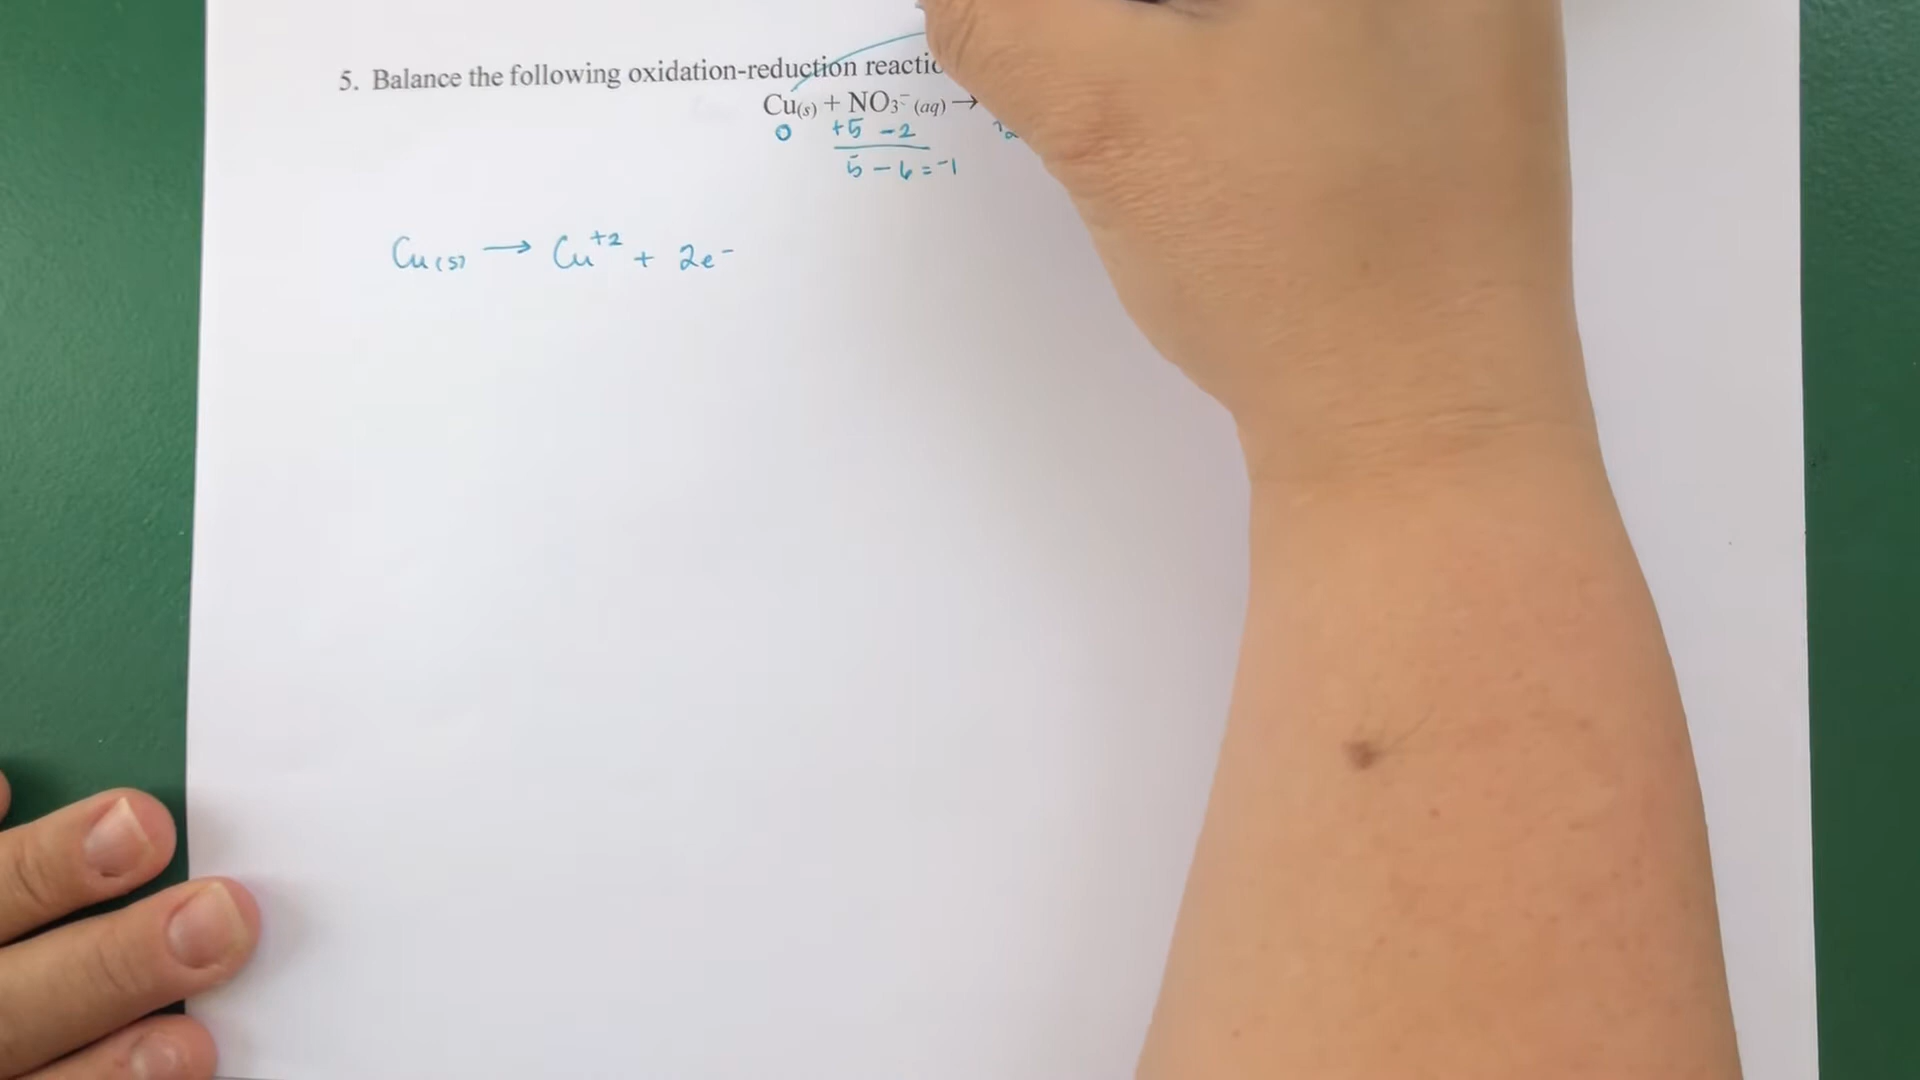 5. Balance the following oxidation-reduction
Cu(s) + NO₃⁻ (aq) →
0 +5 -2
5 - 6 = -1
Cu(s) → Cu⁺² + 2e⁻